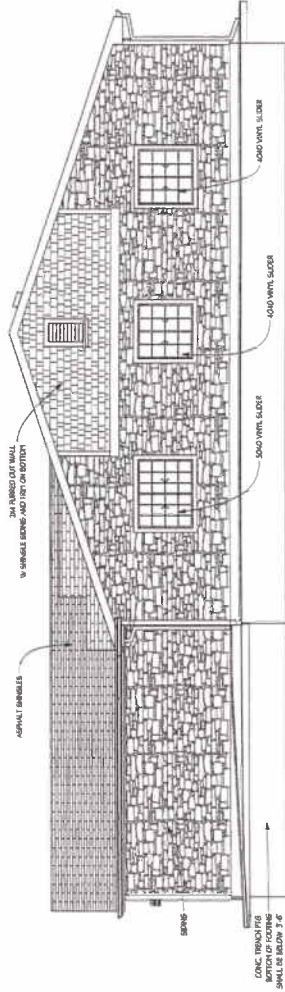 ASPHALT SHINGLES
2X4 FURRED OUT WALL
W/ SHINGLE SIDING AND TRIM ON BOTTOM
4040 VINYL SLIDER
4040 VINYL SLIDER
5040 VINYL SLIDER
SIDING
CONC. TRENCH FTG
BOTTOM OF FOOTING
SHALL BE BELOW 3'-6"